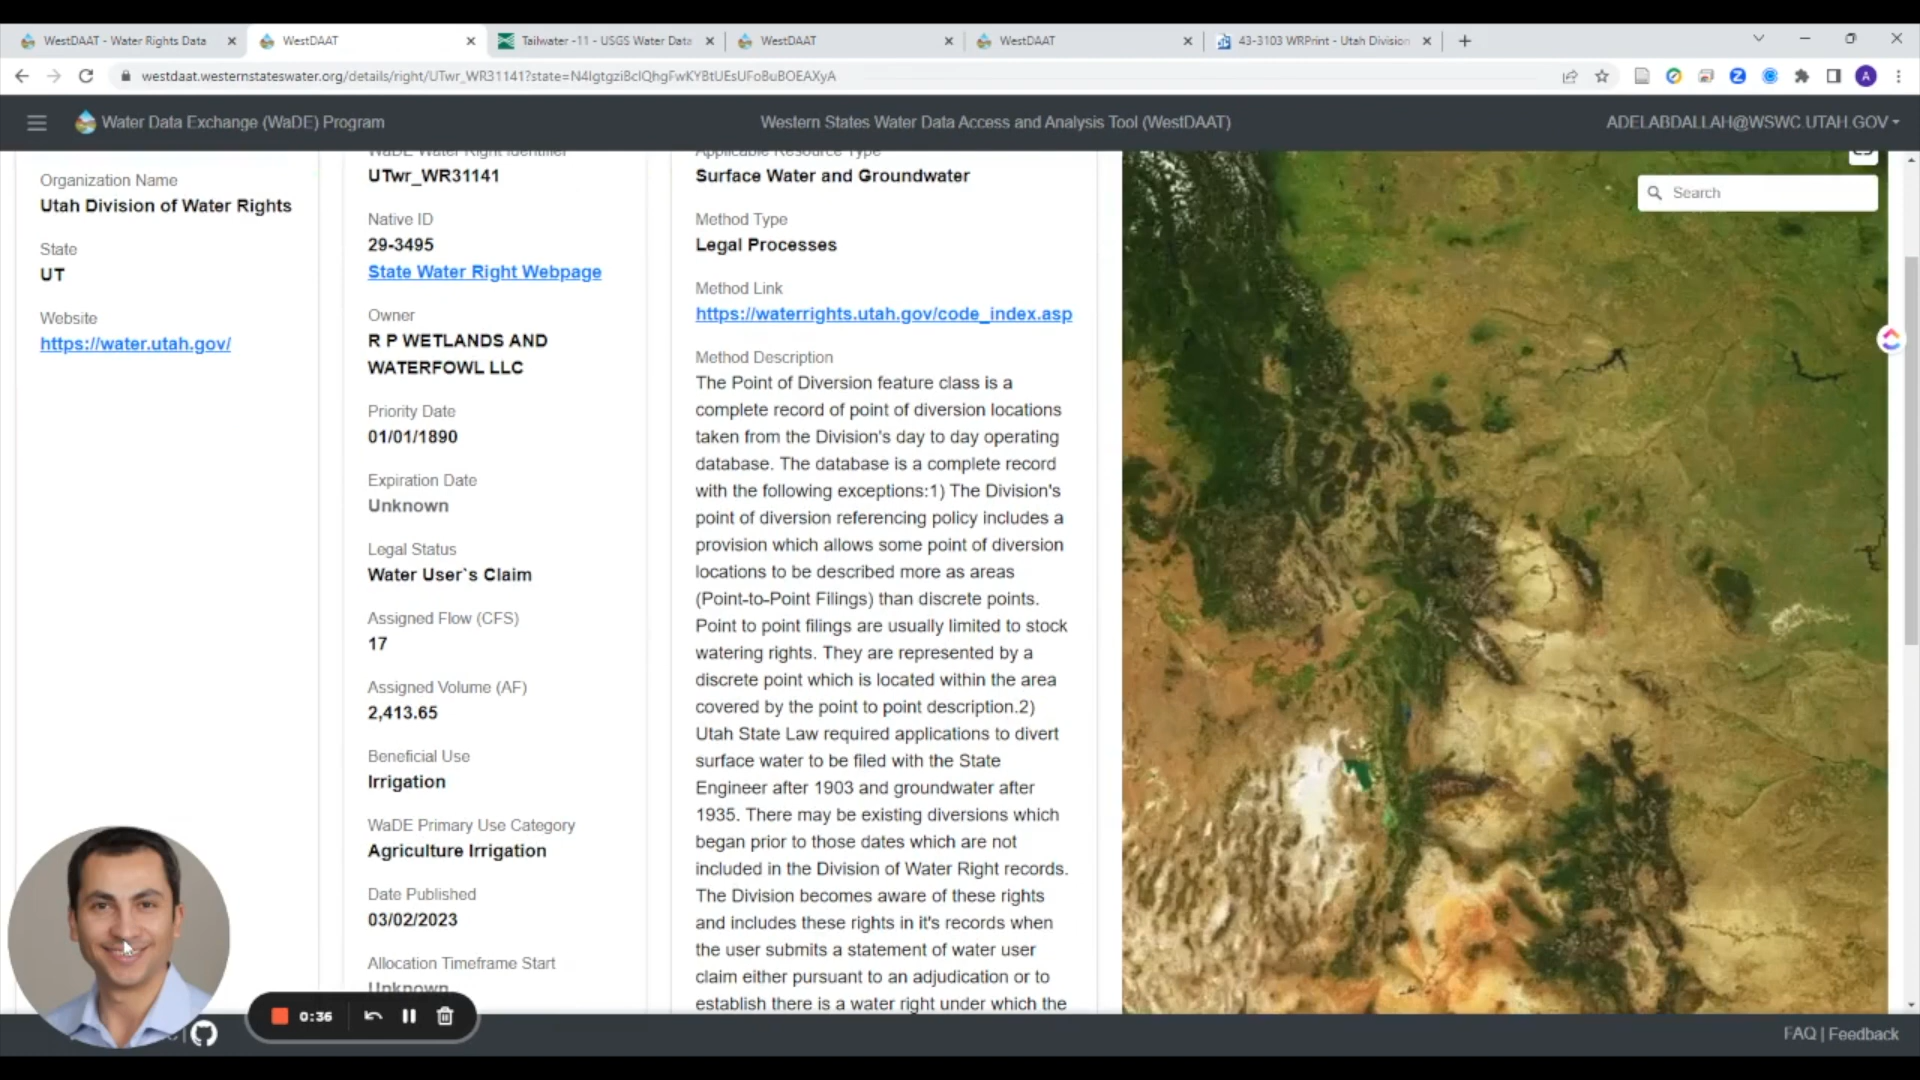 WestDAAT - Water Rights Data
WestDAAT
Tailwater -11 - USGS Water Data
WestDAAT
WestDAAT
43-3103 WRPrint - Utah Division
westdaat.westernstateswater.org/details/right/UTwr_WR31141?state=N4IgtgziBcIQhgFwKYBtUEsUFoBuBOEAXyA
A
Water Data Exchange (WaDE) Program
Western States Water Data Access and Analysis Tool (WestDAAT)
ADELABDALLAH@WSWC.UTAH.GOV
Organization Name
Utah Division of Water Rights
State
UT
Website
https://water.utah.gov/
WaDE Water Right Identifier
UTwr_WR31141
Native ID
29-3495
State Water Right Webpage
Owner
R P WETLANDS AND
WATERFOWL LLC
Priority Date
01/01/1890
Expiration Date
Unknown
Legal Status
Water User`s Claim
Assigned Flow (CFS)
17
Assigned Volume (AF)
2,413.65
Beneficial Use
Irrigation
WaDE Primary Use Category
Agriculture Irrigation
Date Published
03/02/2023
Allocation Timeframe Start
Unknown
Applicable Resource Type
Surface Water and Groundwater
Method Type
Legal Processes
Method Link
https://waterrights.utah.gov/code_index.asp
Method Description
The Point of Diversion feature class is a
complete record of point of diversion locations
taken from the Division's day to day operating
database. The database is a complete record
with the following exceptions:1) The Division's
point of diversion referencing policy includes a
provision which allows some point of diversion
locations to be described more as areas
(Point-to-Point Filings) than discrete points.
Point to point filings are usually limited to stock
watering rights. They are represented by a
discrete point which is located within the area
covered by the point to point description.2)
Utah State Law required applications to divert
surface water to be filed with the State
Engineer after 1903 and groundwater after
1935. There may be existing diversions which
began prior to those dates which are not
included in the Division of Water Right records.
The Division becomes aware of these rights
and includes these rights in it's records when
the user submits a statement of water user
claim either pursuant to an adjudication or to
establish there is a water right under which the
Search
0:36
FAQ | Feedback